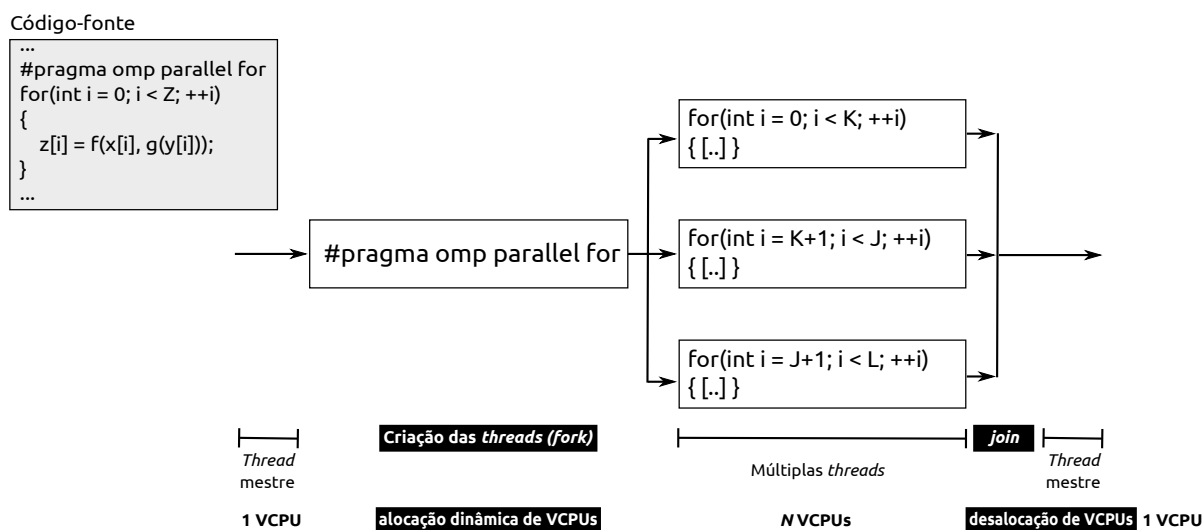 Código-fonte
...
#pragma omp parallel for
for(int i = 0; i < Z; ++i)
{
z[i] = f(x[i], g(y[i]));
}
...
#pragma omp parallel for
for(int i = 0; i < K; ++i)
{ [..] }
for(int i = K+1; i < J; ++i)
{ [..] }
for(int i = J+1; i < L; ++i)
{ [..] }
Thread
mestre
Criação das threads (fork)
Múltiplas threads
join
Thread
mestre
1 VCPU
alocação dinâmica de VCPUs
N VCPUs
desalocação de VCPUs
1 VCPU